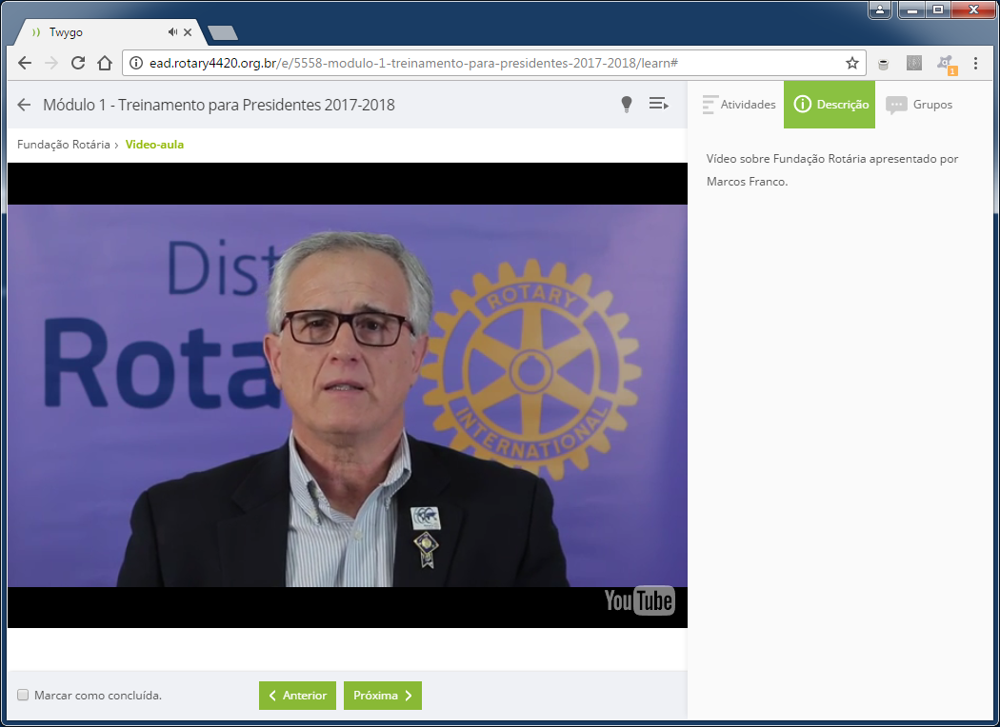 Twygo
ead.rotary4420.org.br/e/5558-modulo-1-treinamento-para-presidentes-2017-2018/learn#
1
Módulo 1 - Treinamento para Presidentes 2017-2018
Atividades
Descrição
Grupos
Fundação Rotária › Video-aula
Vídeo sobre Fundação Rotária apresentado por
Marcos Franco.
Dist
Rota
ROTARY
INTERNATIONAL
YouTube
Marcar como concluída.
Anterior
Próxima